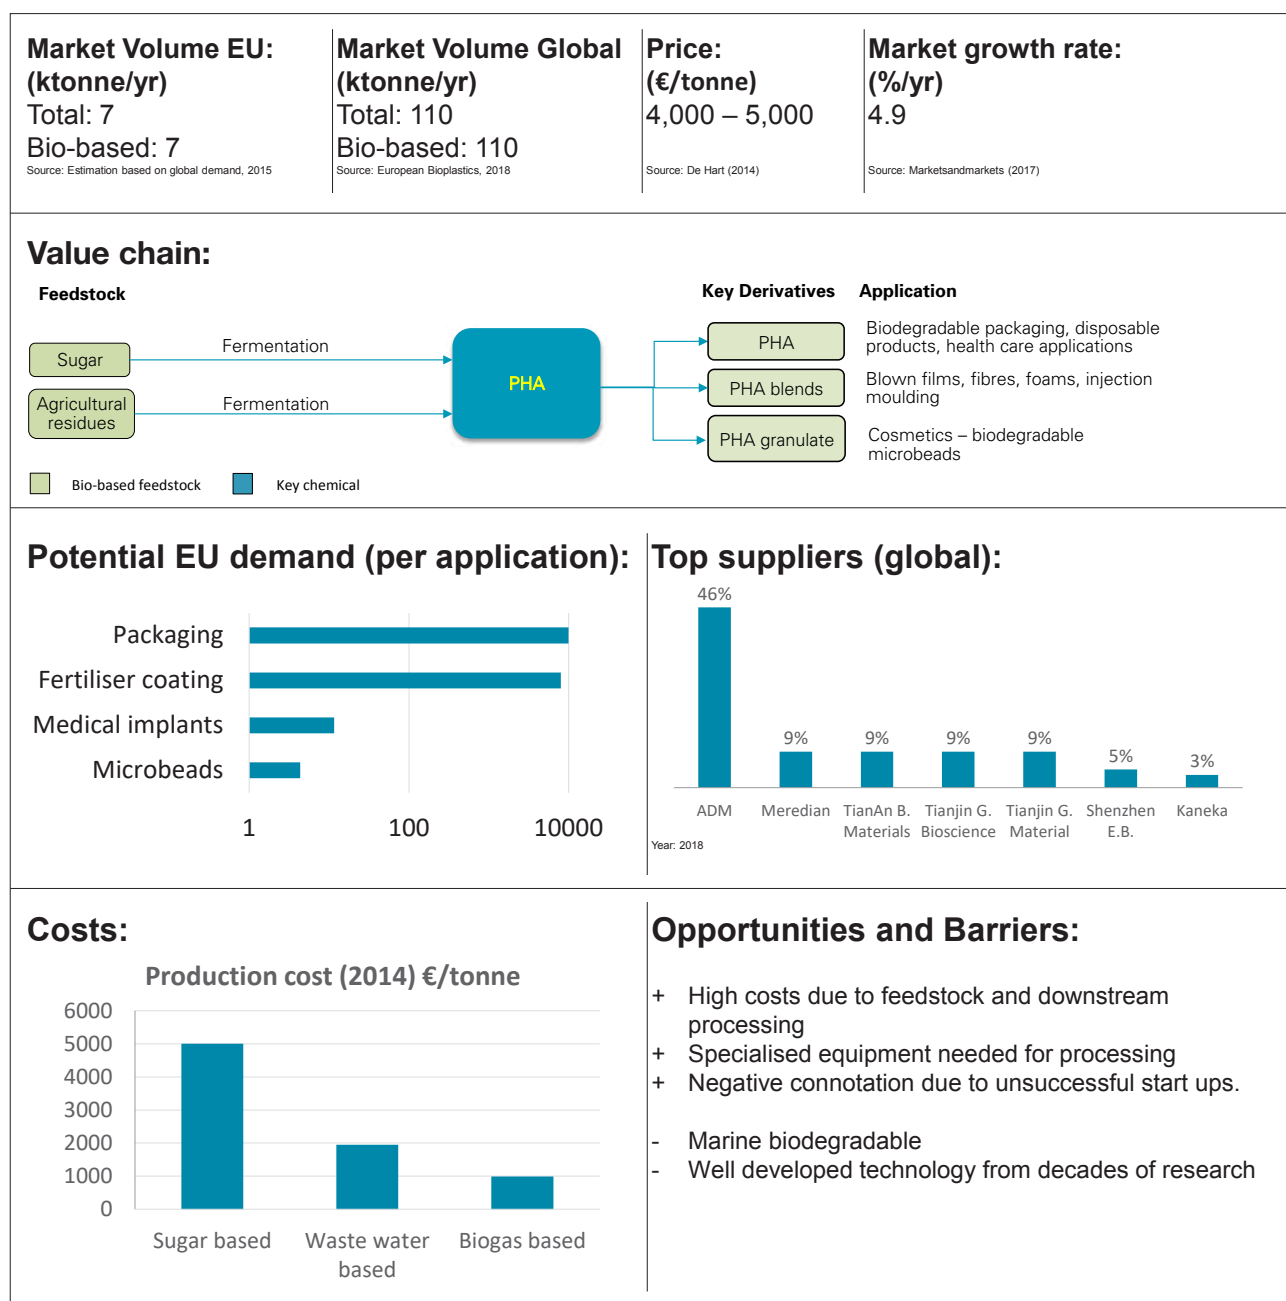 Market Volume EU:
(ktonne/yr)
Total: 7
Bio-based: 7
Source: Estimation based on global demand, 2015
Market Volume Global
(ktonne/yr)
Total: 110
Bio-based: 110
Source: European Bioplastics, 2018
Price:
(€/tonne)
4,000 – 5,000
Source: De Hart (2014)
Market growth rate:
(%/yr)
4.9
Source: Marketsandmarkets (2017)
Value chain:
Feedstock
Key Derivatives
Application
Sugar
Fermentation
Agricultural
residues
Fermentation
PHA
PHA
Biodegradable packaging, disposable
products, health care applications
PHA blends
Blown films, fibres, foams, injection
moulding
PHA granulate
Cosmetics – biodegradable
microbeads
Bio-based feedstock
Key chemical
Potential EU demand (per application):
Packaging
Fertiliser coating
Medical implants
Microbeads
1
100
10000
Top suppliers (global):
46%
9%
9%
9%
9%
5%
3%
ADM
Meredian
TianAn B.
Materials
Tianjin G.
Bioscience
Tianjin G.
Material
Shenzhen
E.B.
Kaneka
Year: 2018
Costs:
Production cost (2014) €/tonne
6000
5000
4000
3000
2000
1000
0
Sugar based
Waste water
based
Biogas based
Opportunities and Barriers:
+ High costs due to feedstock and downstream
processing
+ Specialised equipment needed for processing
+ Negative connotation due to unsuccessful start ups.
- Marine biodegradable
- Well developed technology from decades of research